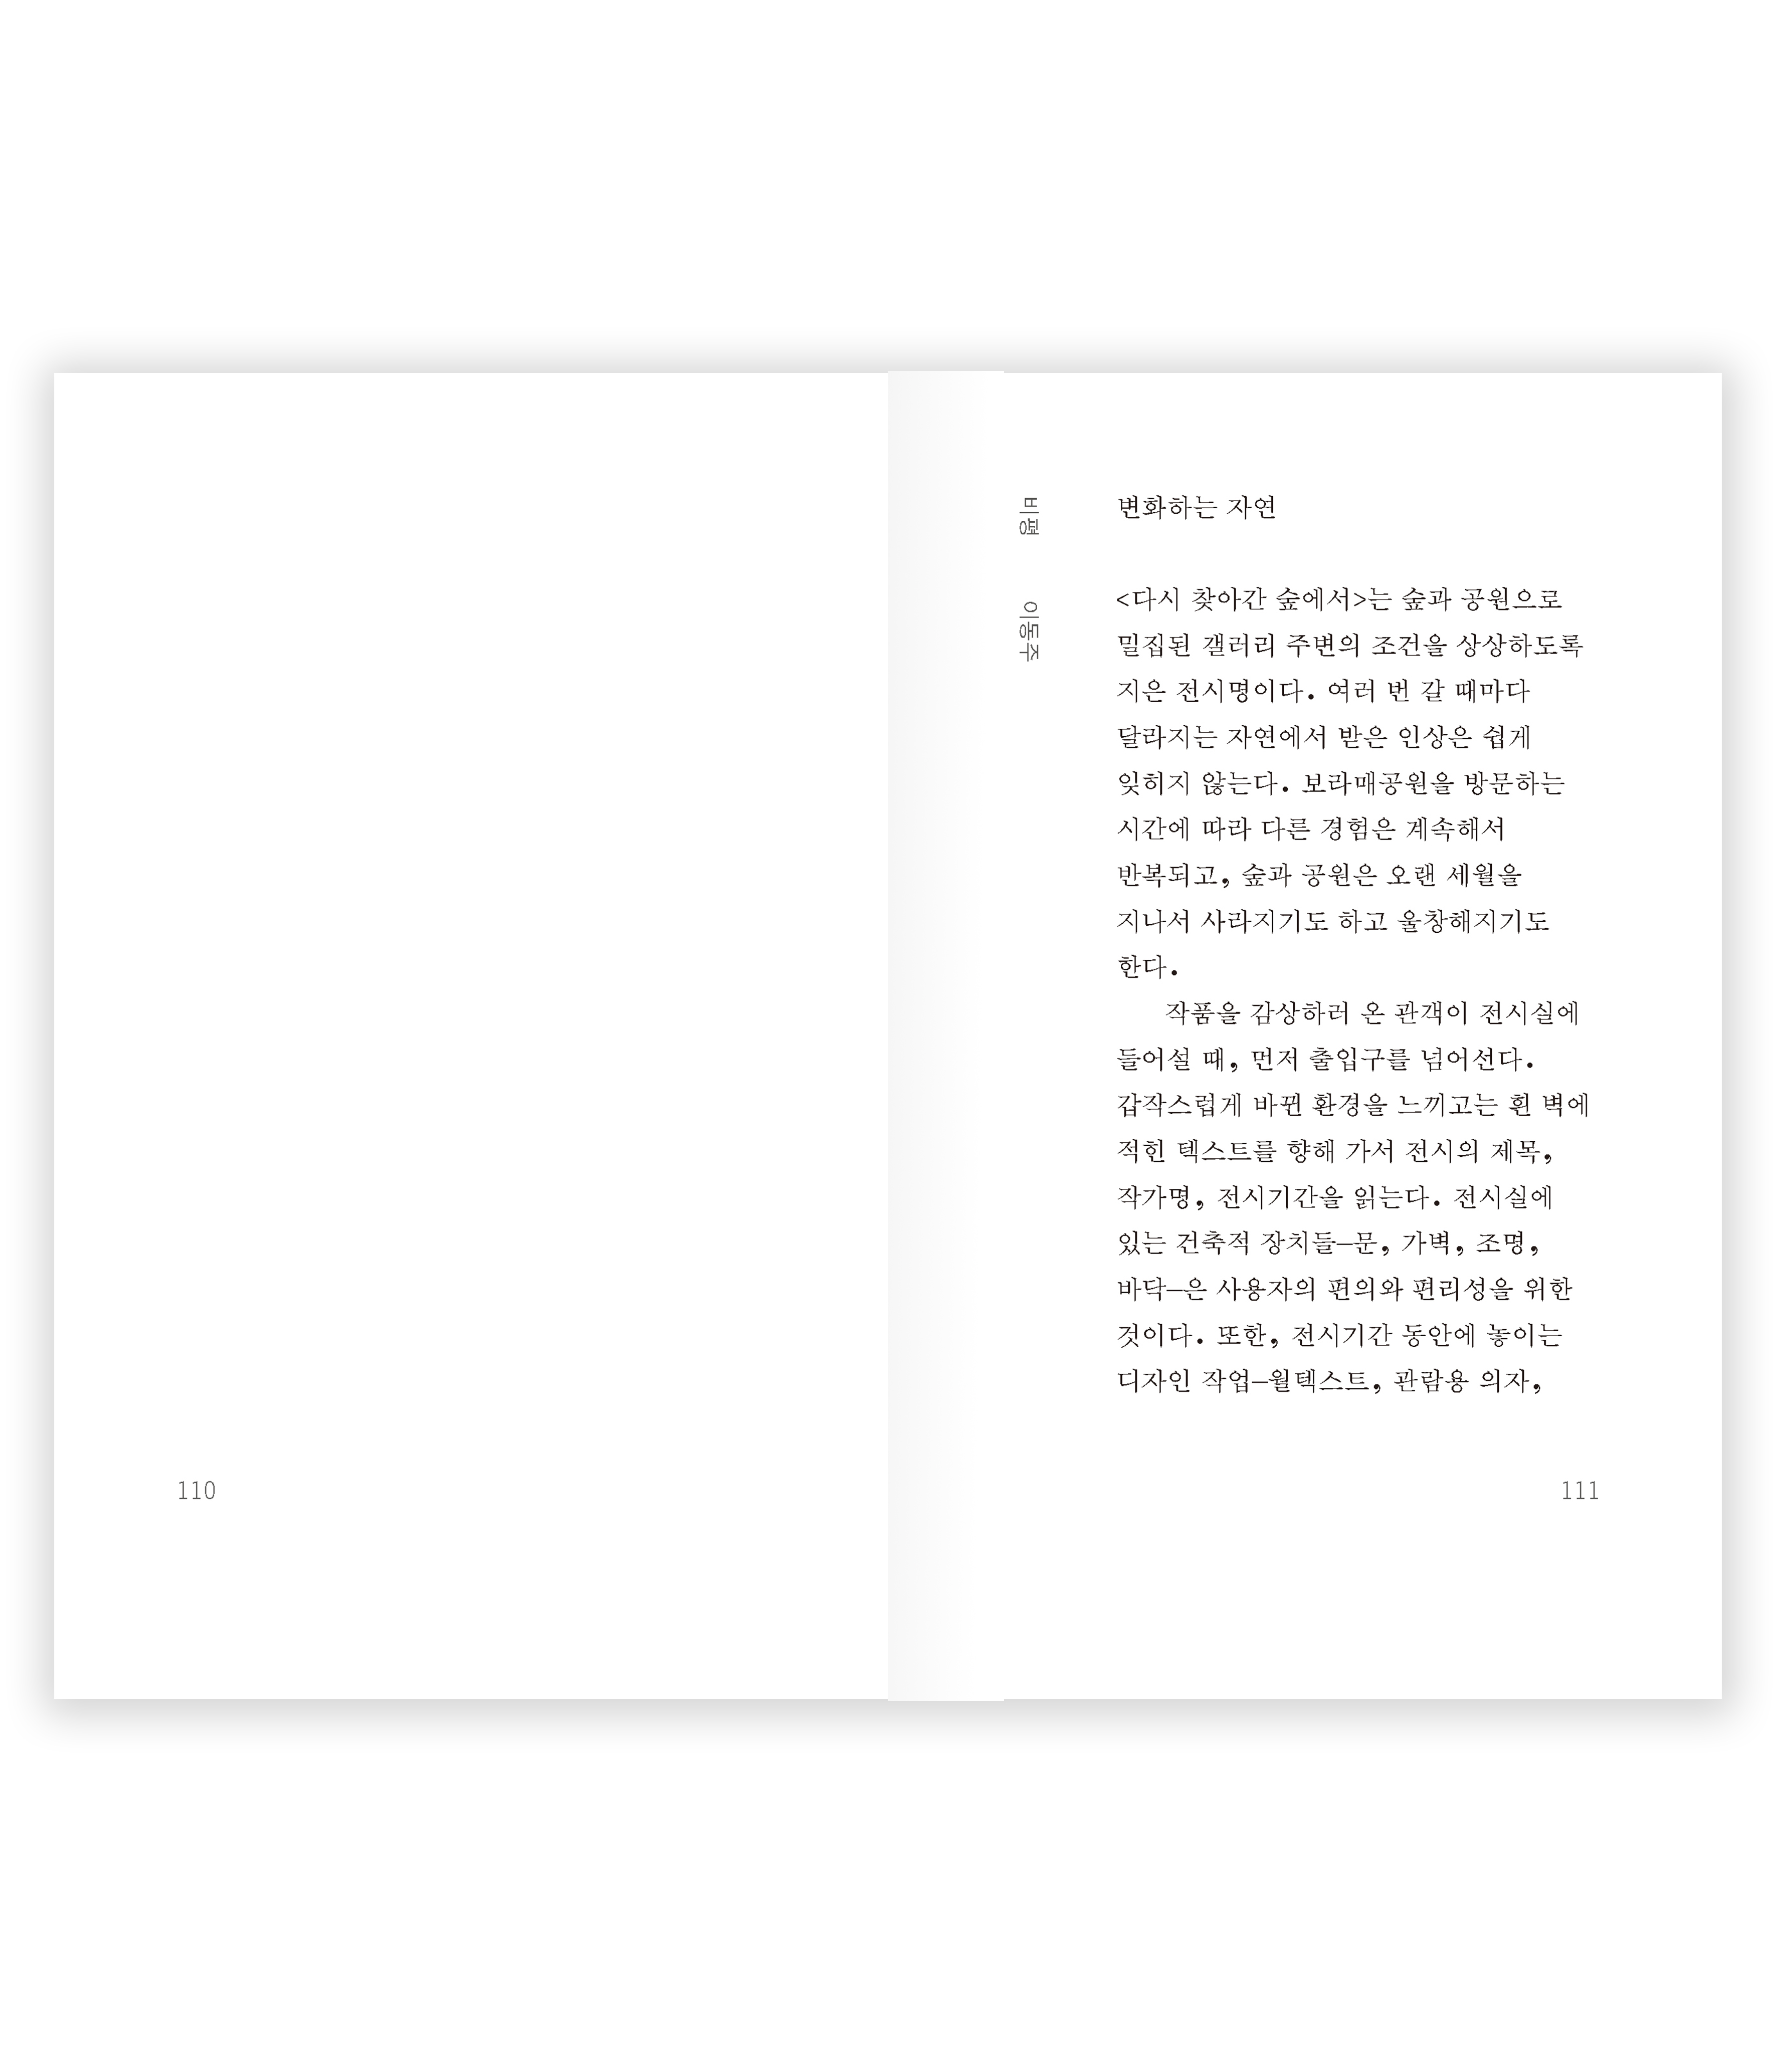 비평
이동주
변화하는 자연
<다시 찾아간 숲에서>는 숲과 공원으로
밀집된 갤러리 주변의 조건을 상상하도록
지은 전시명이다. 여러 번 갈 때마다
달라지는 자연에서 받은 인상은 쉽게
잊히지 않는다. 보라매공원을 방문하는
시간에 따라 다른 경험은 계속해서
반복되고, 숲과 공원은 오랜 세월을
지나서 사라지기도 하고 울창해지기도
한다.
작품을 감상하러 온 관객이 전시실에
들어설 때, 먼저 출입구를 넘어선다.
갑작스럽게 바뀐 환경을 느끼고는 흰 벽에
적힌 텍스트를 향해 가서 전시의 제목,
작가명, 전시기간을 읽는다. 전시실에
있는 건축적 장치들—문, 가벽, 조명,
바닥—은 사용자의 편의와 편리성을 위한
것이다. 또한, 전시기간 동안에 놓이는
디자인 작업—월텍스트, 관람용 의자,
110
111